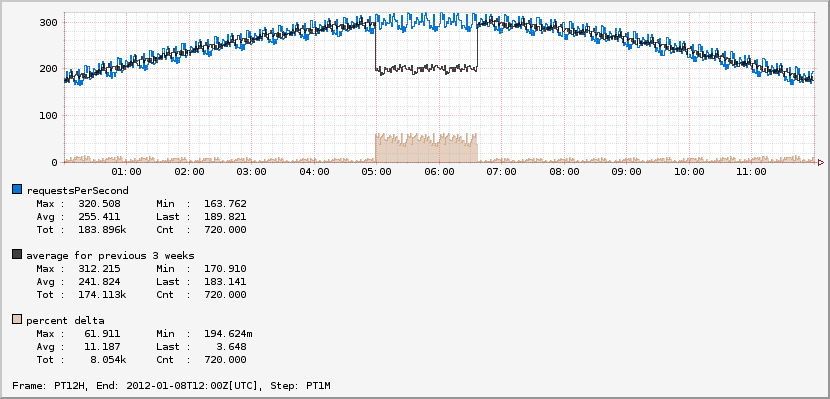 300
200
100
0
01:00 02:00 03:00 04:00 05:00 06:00 07:00 08:00 09:00 10:00 11:00
requestsPerSecond
Max : 320.508 Min : 163.762
Avg : 255.411 Last : 189.821
Tot : 183.896k Cnt : 720.000
average for previous 3 weeks
Max : 312.215 Min : 170.910
Avg : 241.824 Last : 183.141
Tot : 174.113k Cnt : 720.000
percent delta
Max : 61.911 Min : 194.624m
Avg : 11.187 Last : 3.648
Tot : 8.054k Cnt : 720.000
Frame: PT12H, End: 2012-01-08T12:00Z[UTC], Step: PT1M